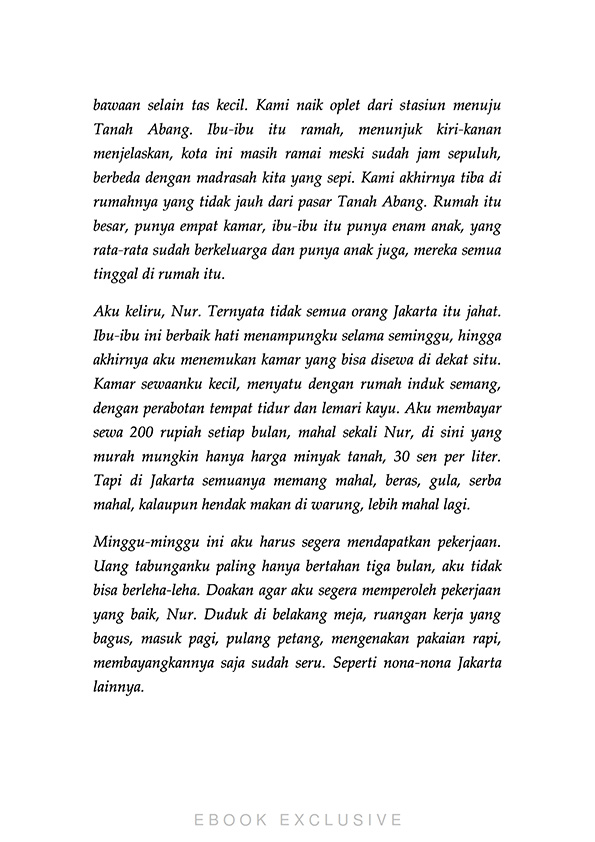 bawaan selain tas kecil. Kami naik oplet dari stasiun menuju
Tanah Abang. Ibu-ibu itu ramah, menunjuk kiri-kanan
menjelaskan, kota ini masih ramai meski sudah jam sepuluh,
berbeda dengan madrasah kita yang sepi. Kami akhirnya tiba di
rumahnya yang tidak jauh dari pasar Tanah Abang. Rumah itu
besar, punya empat kamar, ibu-ibu itu punya enam anak, yang
rata-rata sudah berkeluarga dan punya anak juga, mereka semua
tinggal di rumah itu.
Aku keliru, Nur. Ternyata tidak semua orang Jakarta itu jahat.
Ibu-ibu ini berbaik hati menampungku selama seminggu, hingga
akhirnya aku menemukan kamar yang bisa disewa di dekat situ.
Kamar sewaanku kecil, menyatu dengan rumah induk semang,
dengan perabotan tempat tidur dan lemari kayu. Aku membayar
sewa 200 rupiah setiap bulan, mahal sekali Nur, di sini yang
murah mungkin hanya harga minyak tanah, 30 sen per liter.
Tapi di Jakarta semuanya memang mahal, beras, gula, serba
mahal, kalaupun hendak makan di warung, lebih mahal lagi.
Minggu-minggu ini aku harus segera mendapatkan pekerjaan.
Uang tabunganku paling hanya bertahan tiga bulan, aku tidak
bisa berleha-leha. Doakan agar aku segera memperoleh pekerjaan
yang baik, Nur. Duduk di belakang meja, ruangan kerja yang
bagus, masuk pagi, pulang petang, mengenakan pakaian rapi,
membayangkannya saja sudah seru. Seperti nona-nona Jakarta
lainnya.
EBOOK EXCLUSIVE